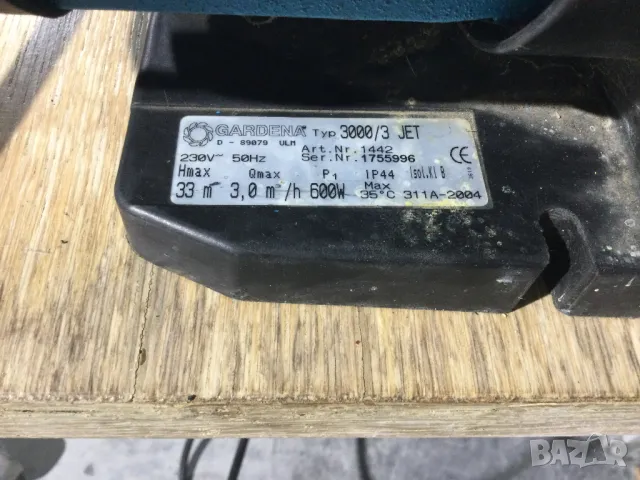 GARDENA Typ 3000/3 JET
D - 89079 ULM Art.Nr.1442
230V~ 50Hz Ser.Nr.1755996 CE
Hmax Qmax P1 IP44 Isol.Kl B
33 m 3,0 m³/h 600W Max 35°C 311A-2004
BAZAR